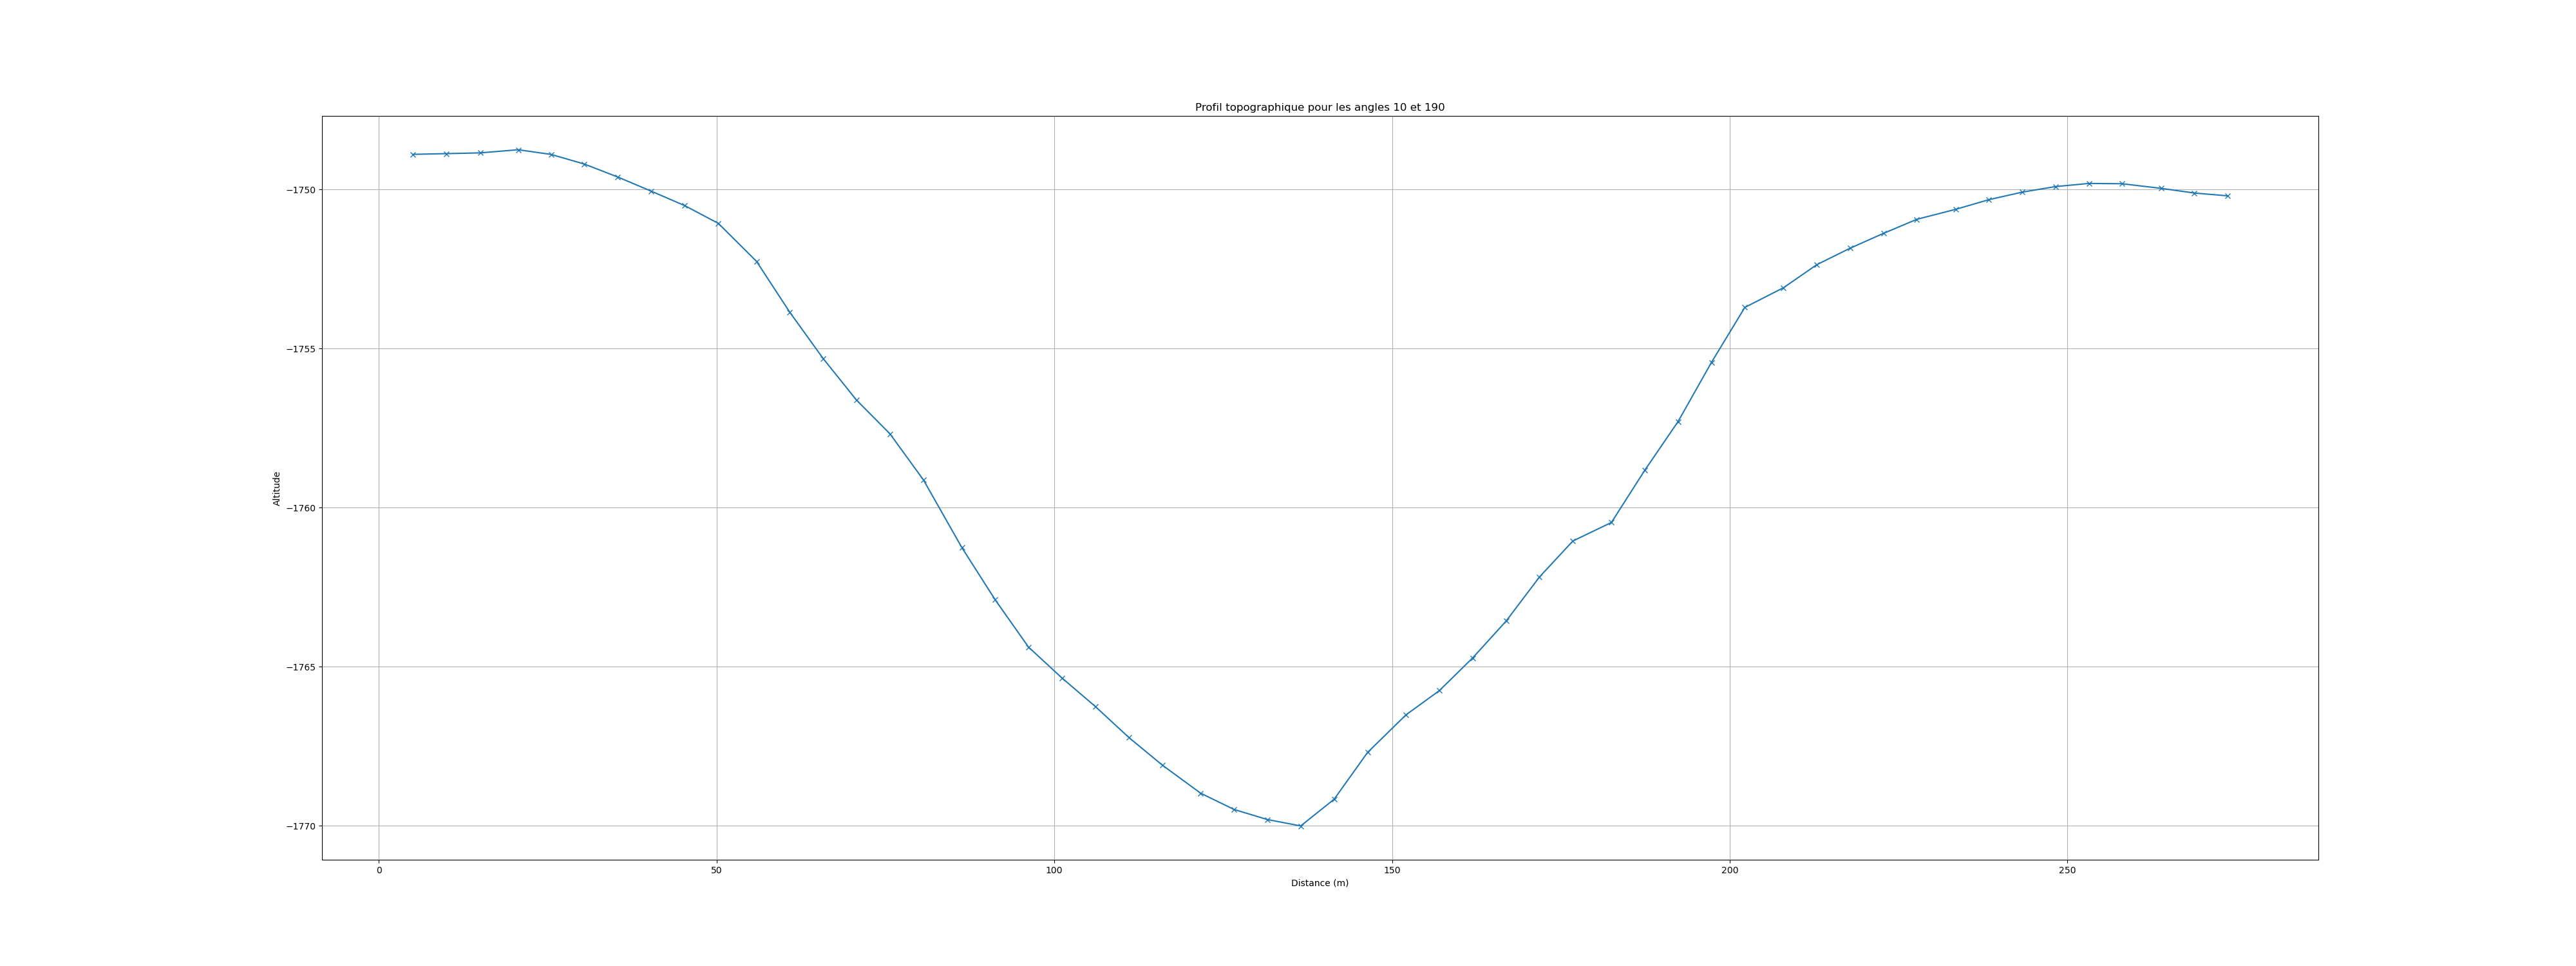 Profil topographique pour les angles 10 et 190
−1750
−1755
−1760
−1765
−1770
Altitude
0 50 100 150 200 250
Distance (m)